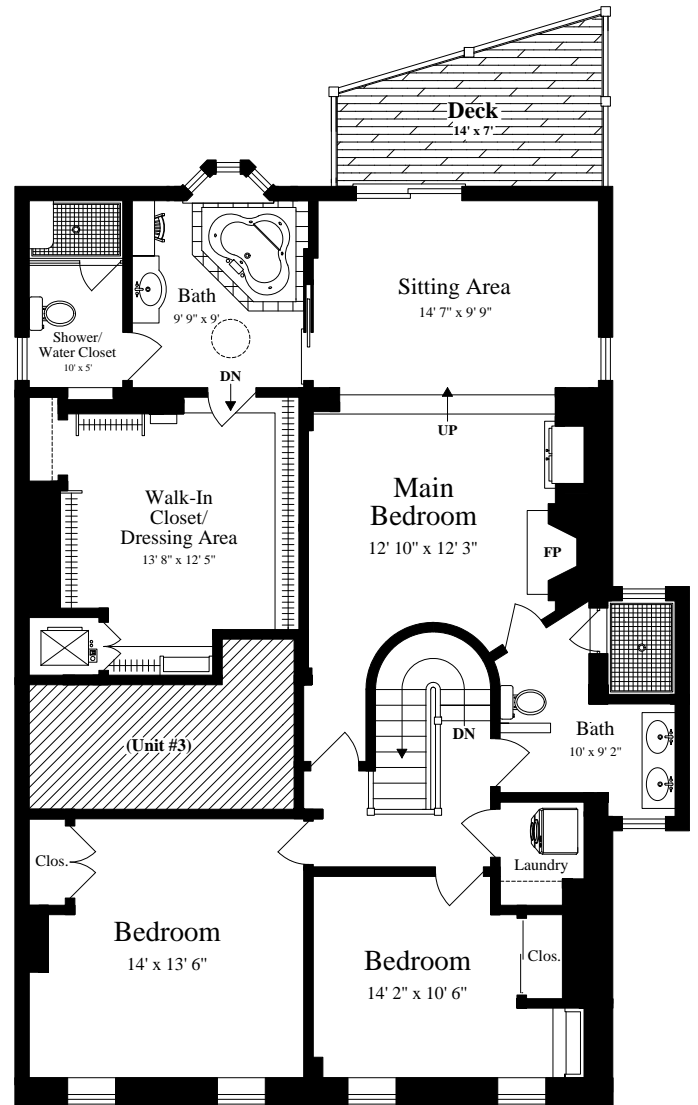 Deck
14' x 7'
Sitting Area
14' 7" x 9' 9"
Bath
9' 9" x 9'
Shower/
Water Closet
10' x 5'
DN
UP
Walk-In
Closet/
Dressing Area
13' 8" x 12' 5"
Main
Bedroom
12' 10" x 12' 3"
FP
(Unit #3)
DN
Bath
10' x 9' 2"
Clos.
Laundry
Bedroom
14' x 13' 6"
Bedroom
14' 2" x 10' 6"
Clos.